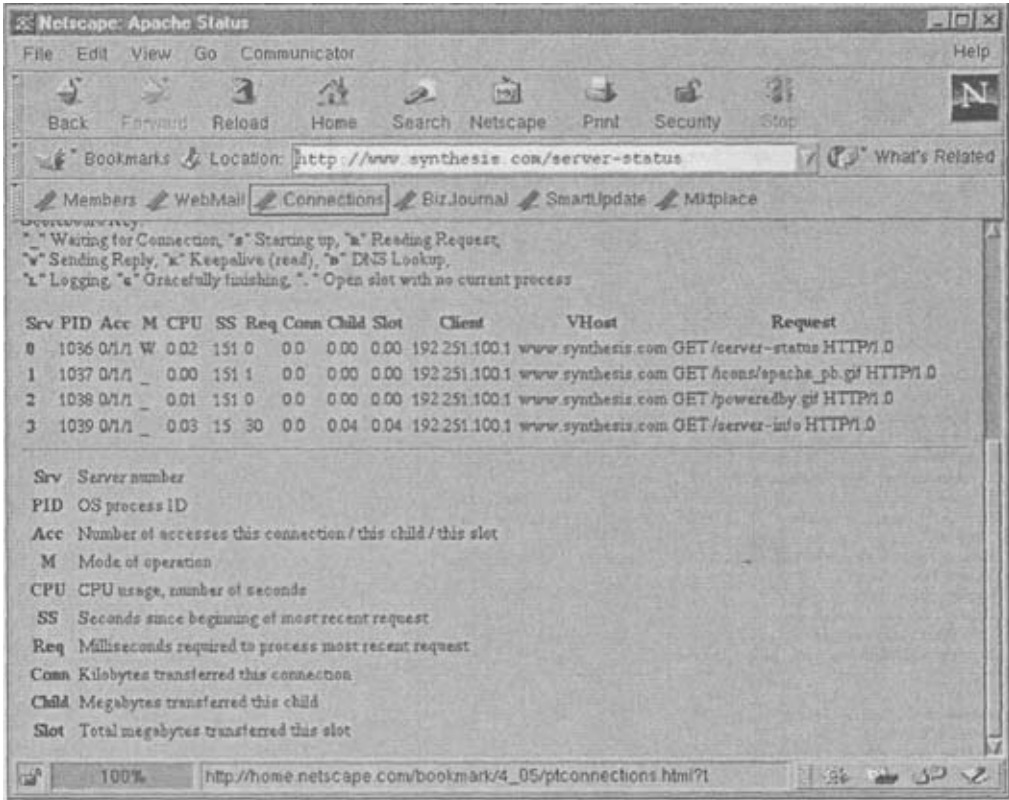 Netscape: Apache Status
File Edit View Go Communicator Help
Back Forward Reload Home Search Netscape Print Security Stop
N
Bookmarks Location: http://www.synthesis.com/server-status What's Related
Members WebMail Connections BizJournal SmartUpdate Mktplace
"_" Waiting for Connection, "S" Starting up, "R" Reading Request,
"W" Sending Reply, "K" Keepalive (read), "D" DNS Lookup,
"L" Logging, "G" Gracefully finishing, "." Open slot with no current process
Srv PID Acc M CPU SS Req Conn Child Slot Client VHost Request
0 1036 0/1/1 W 0.02 151 0 0.0 0.00 0.00 192.251.100.1 www.synthesis.com GET /server-status HTTP/1.0
1 1037 0/1/1 _ 0.00 151 1 0.0 0.00 0.00 192.251.100.1 www.synthesis.com GET /icons/apache_pb.gif HTTP/1.0
2 1038 0/1/1 _ 0.01 151 0 0.0 0.00 0.00 192.251.100.1 www.synthesis.com GET /poweredby.gif HTTP/1.0
3 1039 0/1/1 _ 0.03 15 30 0.0 0.04 0.04 192.251.100.1 www.synthesis.com GET /server-info HTTP/1.0
Srv Server number
PID OS process ID
Acc Number of accesses this connection / this child / this slot
M Mode of operation
CPU CPU usage, number of seconds
SS Seconds since beginning of most recent request
Req Milliseconds required to process most recent request
Conn Kilobytes transferred this connection
Child Megabytes transferred this child
Slot Total megabytes transferred this slot
100% http://home.netscape.com/bookmark/4_05/ptconnections.html?t